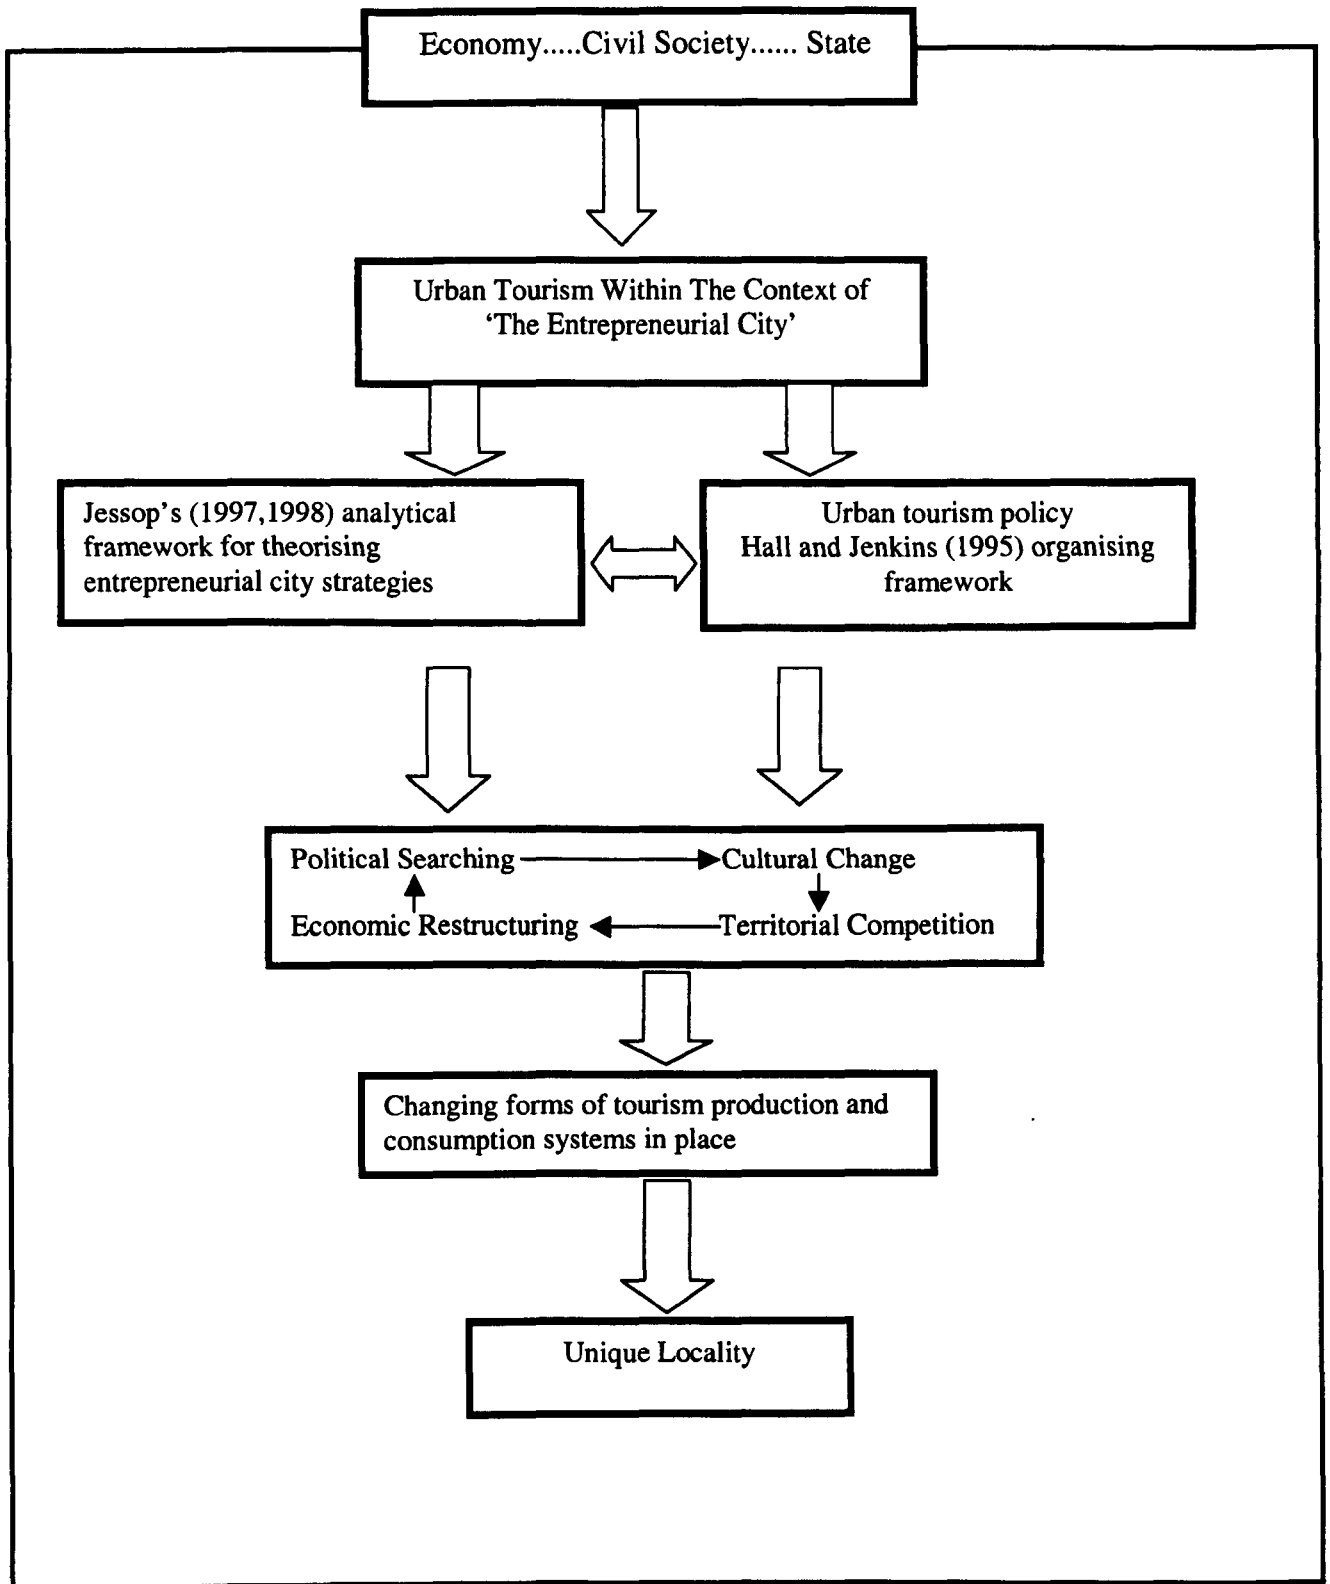 Economy.....Civil Society...... State
Urban Tourism Within The Context of
‘The Entrepreneurial City’
Jessop’s (1997,1998) analytical
framework for theorising
entrepreneurial city strategies
Urban tourism policy
Hall and Jenkins (1995) organising
framework
Political Searching Cultural Change
Economic Restructuring Territorial Competition
Changing forms of tourism production and
consumption systems in place
Unique Locality